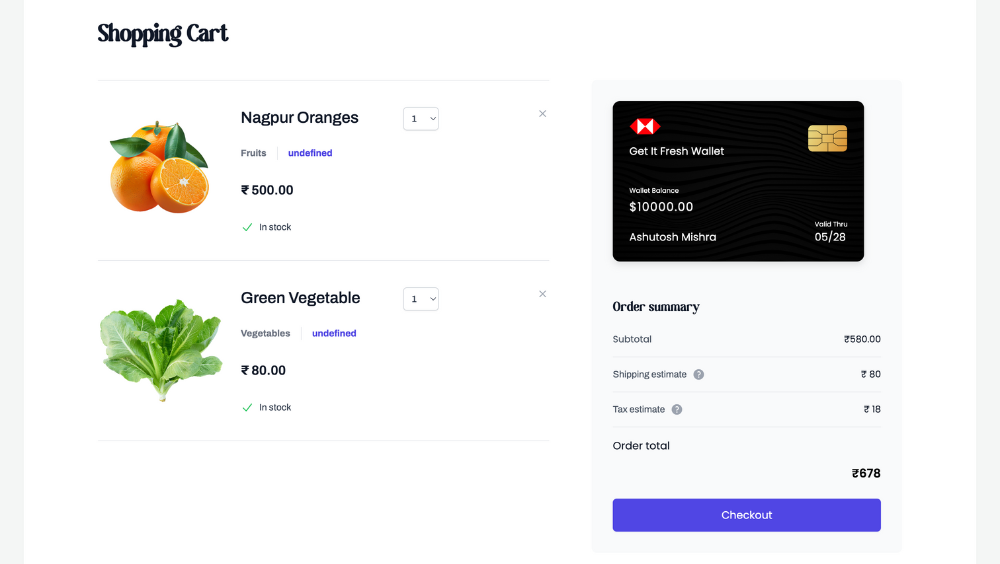 Shopping Cart
Nagpur Oranges
1
Fruits
undefined
₹ 500.00
In stock
Green Vegetable
1
Vegetables
undefined
₹ 80.00
In stock
Get It Fresh Wallet
Wallet Balance
$10000.00
Valid Thru
Ashutosh Mishra
05/28
Order summary
Subtotal
₹580.00
Shipping estimate
?
₹ 80
Tax estimate
?
₹ 18
Order total
₹678
Checkout